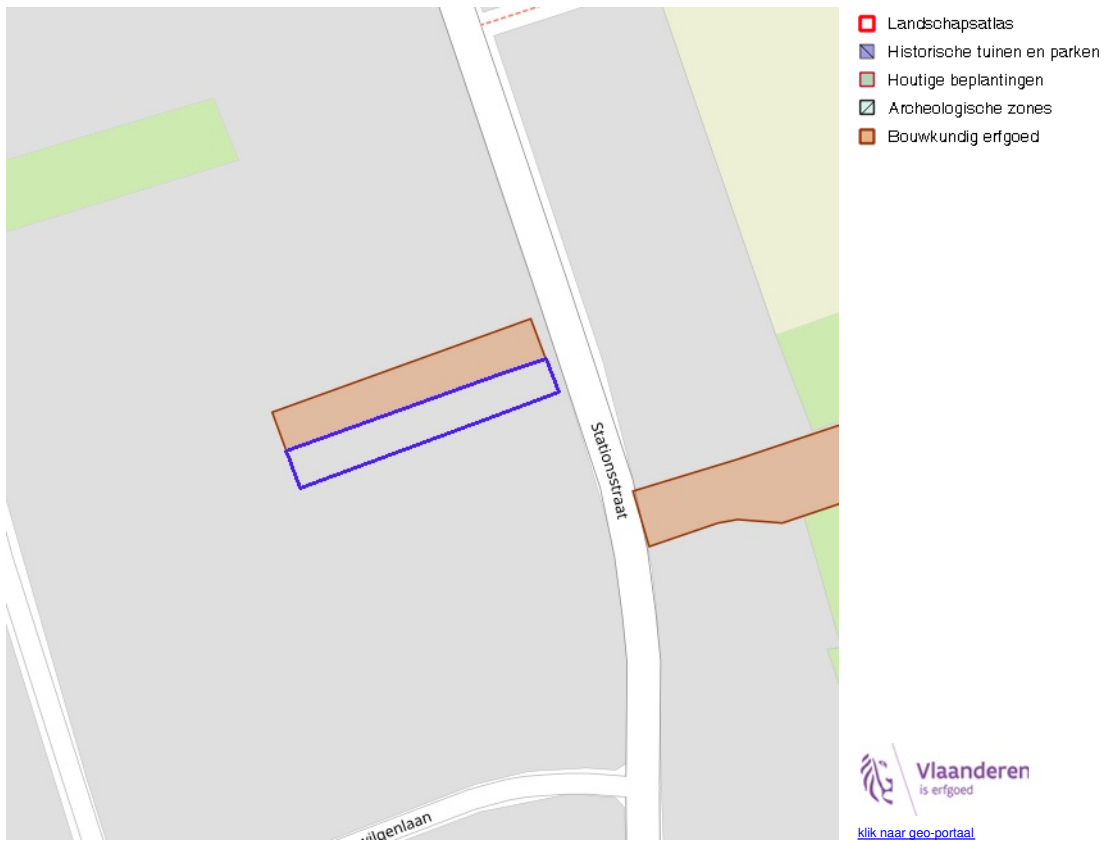 Landschapsatlas
Historische tuinen en parken
Houtige beplantingen
Archeologische zones
Bouwkundig erfgoed
Stationsstraat
Vlaanderen
is erfgoed
klik naar geo-portaal